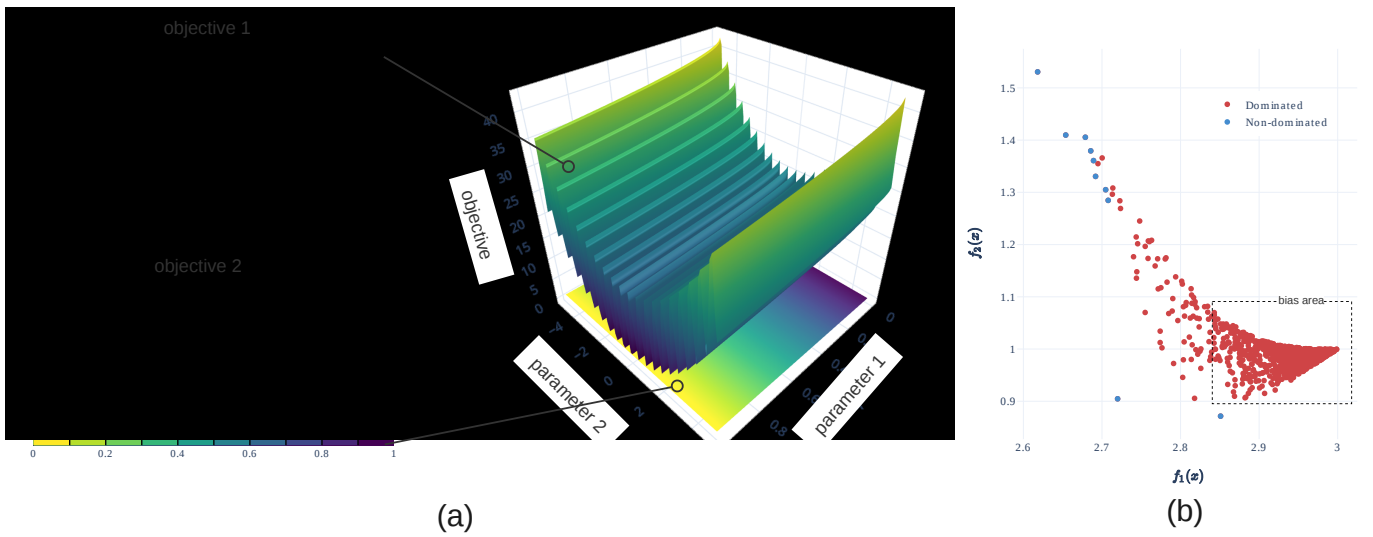 objective 1
objective 2
objective
40
35
30
25
20
15
10
5
0
−4
−2
0
2
parameter 2
0
0.8
parameter 1
0
0.2
0.4
0.6
0.8
1
(a)
f₂(x)
1.5
1.4
1.3
1.2
1.1
1
0.9
Dominated
Non-dominated
bias area
2.6
2.7
2.8
2.9
3
f₁(x)
(b)